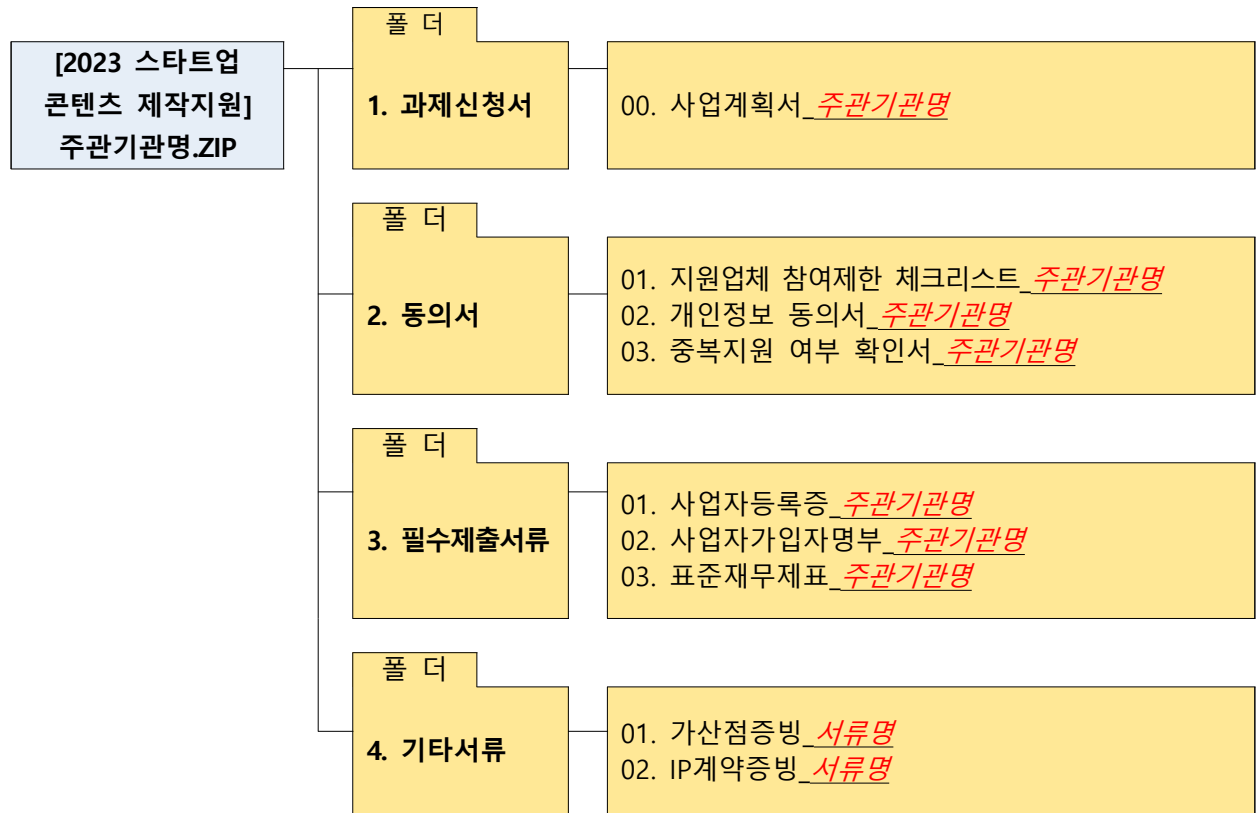 [2023 스타트업
콘텐츠 제작지원]
주관기관명.ZIP
폴 더
1. 과제신청서
00. 사업계획서_주관기관명
폴 더
2. 동의서
01. 지원업체 참여제한 체크리스트_주관기관명
02. 개인정보 동의서_주관기관명
03. 중복지원 여부 확인서_주관기관명
폴 더
3. 필수제출서류
01. 사업자등록증_주관기관명
02. 사업자가입자명부_주관기관명
03. 표준재무제표_주관기관명
폴 더
4. 기타서류
01. 가산점증빙_서류명
02. IP계약증빙_서류명